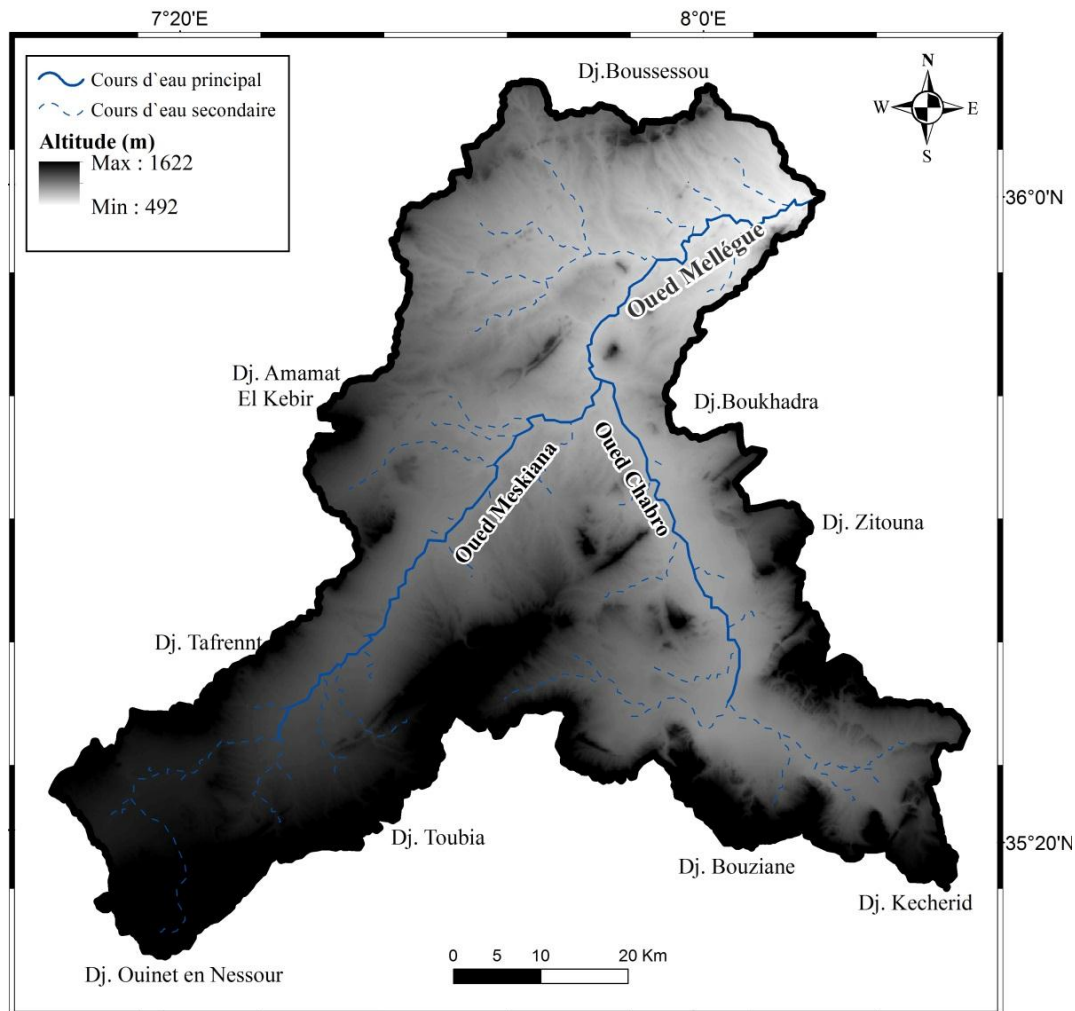 7°20'E
8°0'E
Cours d`eau principal
Cours d`eau secondaire
Altitude (m)
Max : 1622
Min : 492
Dj.Boussessou
N
W
E
S
36°0'N
Oued Mellégue
Dj. Amamat
El Kebir
Dj.Boukhadra
Oued Meskiana
Oued Chabro
Dj. Zitouna
Dj. Tafrennt
Dj. Toubia
35°20'N
Dj. Bouziane
Dj. Kecherid
Dj. Ouinet en Nessour
0 5 10 20 Km